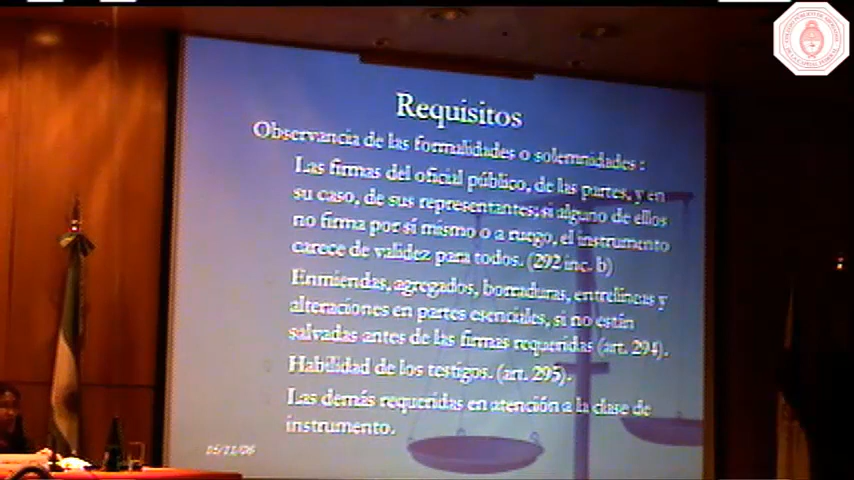 Requisitos
Observancia de las formalidades o solemnidades :
Las firmas del oficial público, de las partes, y en
su caso, de sus representantes; si alguno de ellos
no firma por sí mismo o a ruego, el instrumento
carece de validez para todos. (292 inc. b)
Enmiendas, agregados, borraduras, entrelíneas y
alteraciones en partes esenciales, si no están
salvadas antes de las firmas requeridas (art. 294).
Habilidad de los testigos. (art. 295).
Las demás requeridas en atención a la clase de
instrumento.